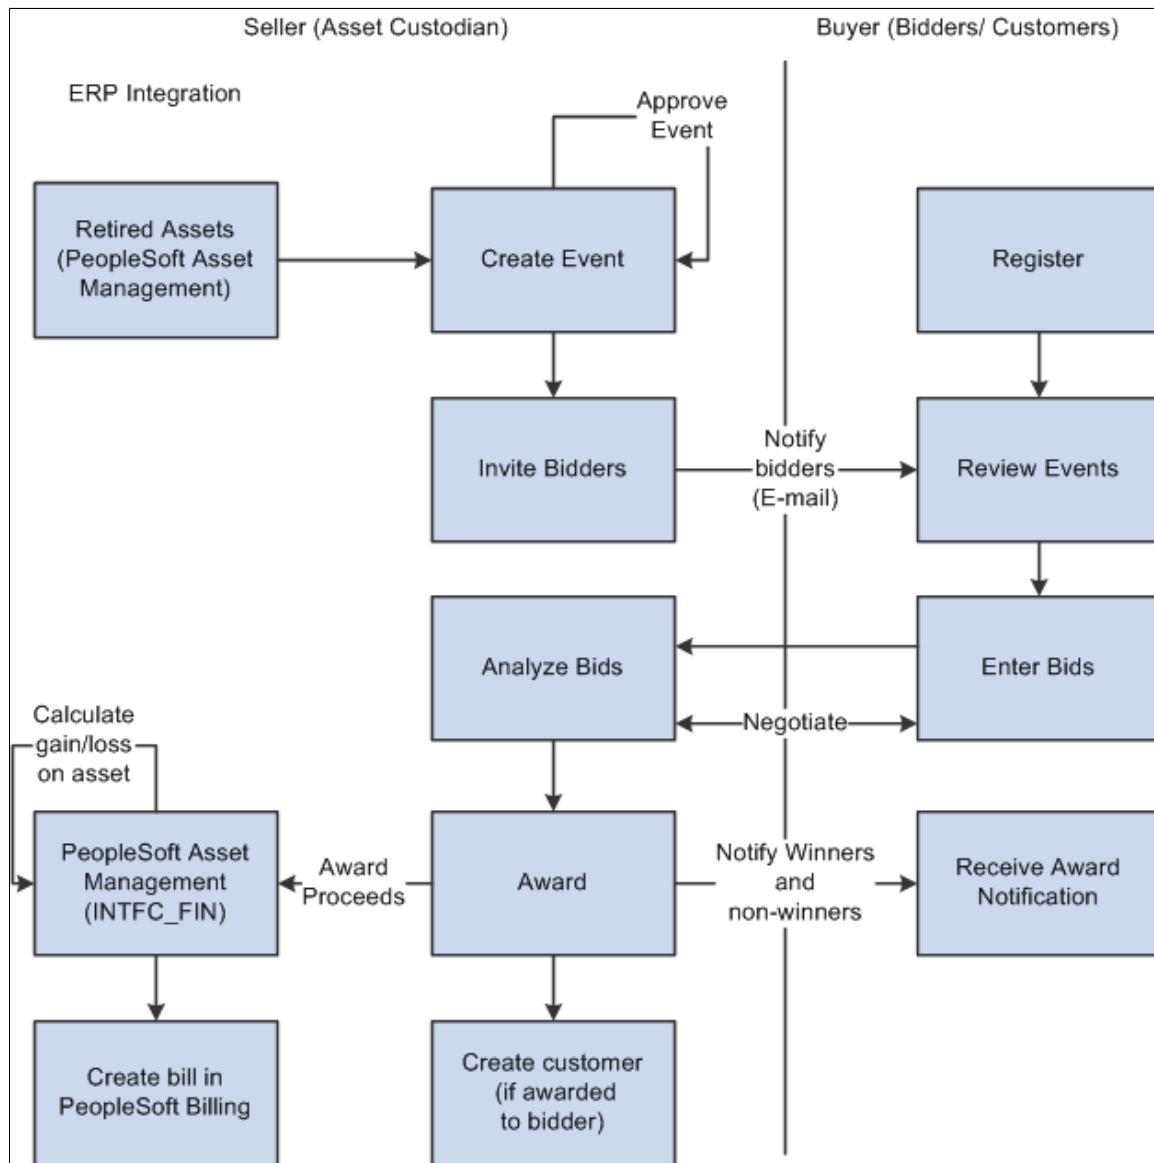 Seller (Asset Custodian)
Buyer (Bidders/ Customers)
ERP Integration
Approve
Event
Retired Assets
(PeopleSoft Asset
Management)
Create Event
Register
Invite Bidders
Notify
bidders
(E-mail)
Review Events
Analyze Bids
Enter Bids
Negotiate
Calculate
gain/loss
on asset
PeopleSoft Asset
Management
(INTFC_FIN)
Award
Proceeds
Award
Notify Winners
and
non-winners
Receive Award
Notification
Create bill in
PeopleSoft Billing
Create customer
(if awarded
to bidder)